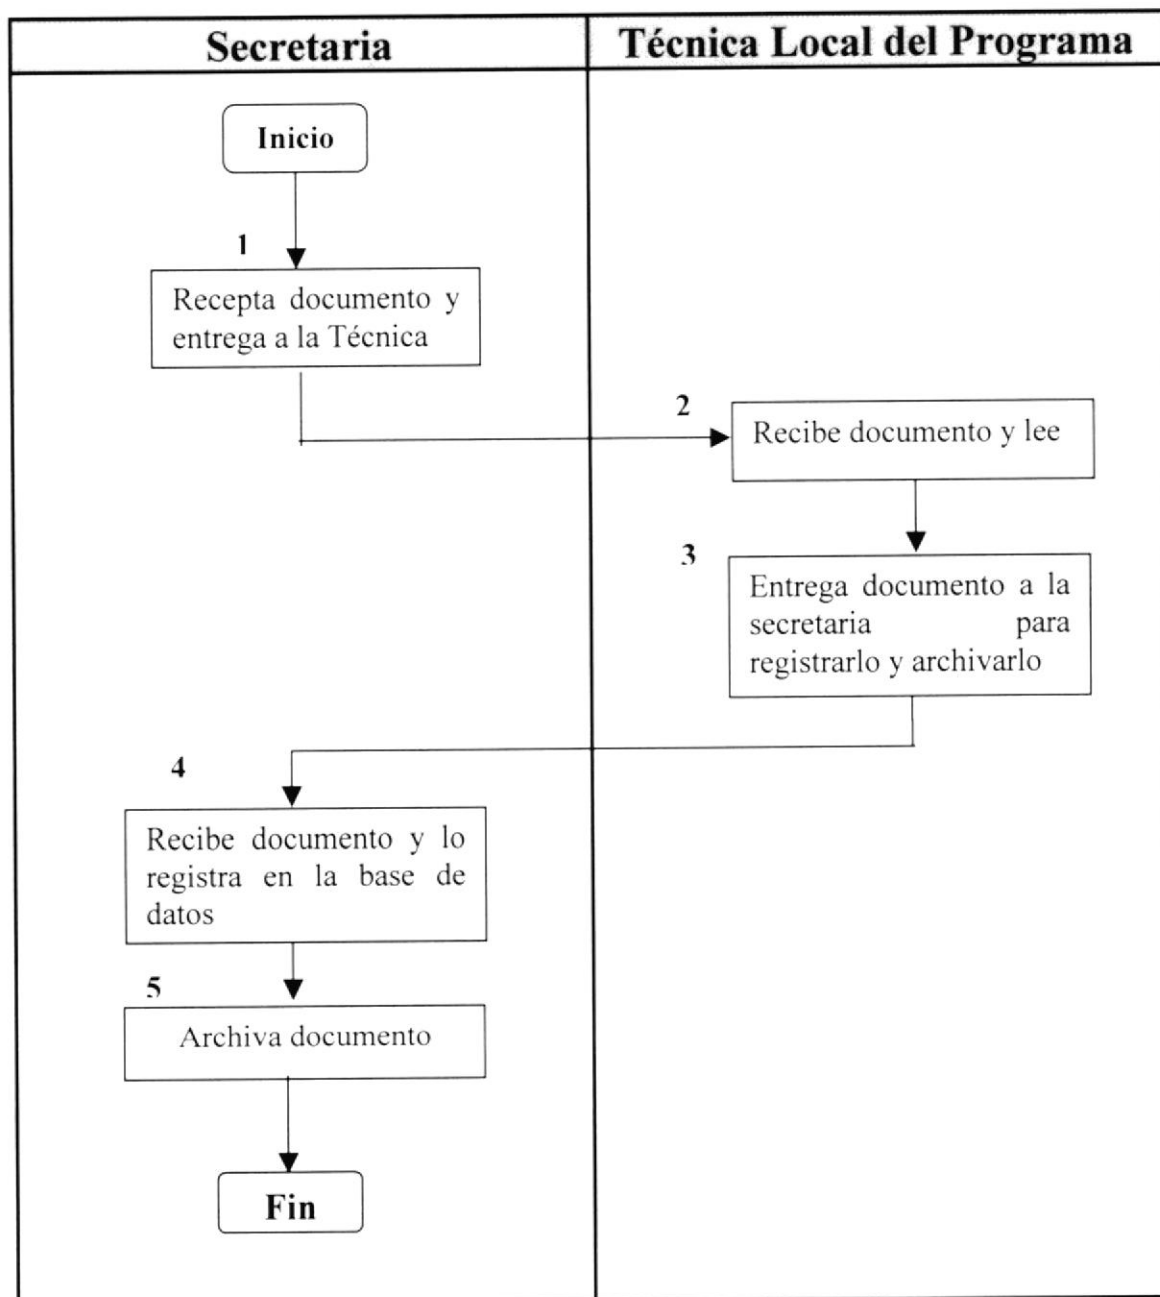 Secretaria
Técnica Local del Programa
Inicio
1
Recepta documento y
entrega a la Técnica
2
Recibe documento y lee
3
Entrega documento a la
secretaria para
registrarlo y archivarlo
4
Recibe documento y lo
registra en la base de
datos
5
Archiva documento
Fin